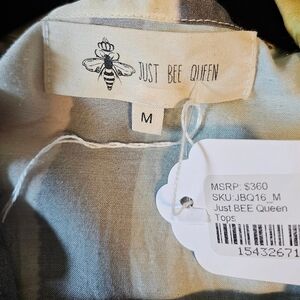 JUST BEE QUEEN
M
MSRP: $360
SKU:JBQ16_M
Just BEE Queen
Tops
15432671